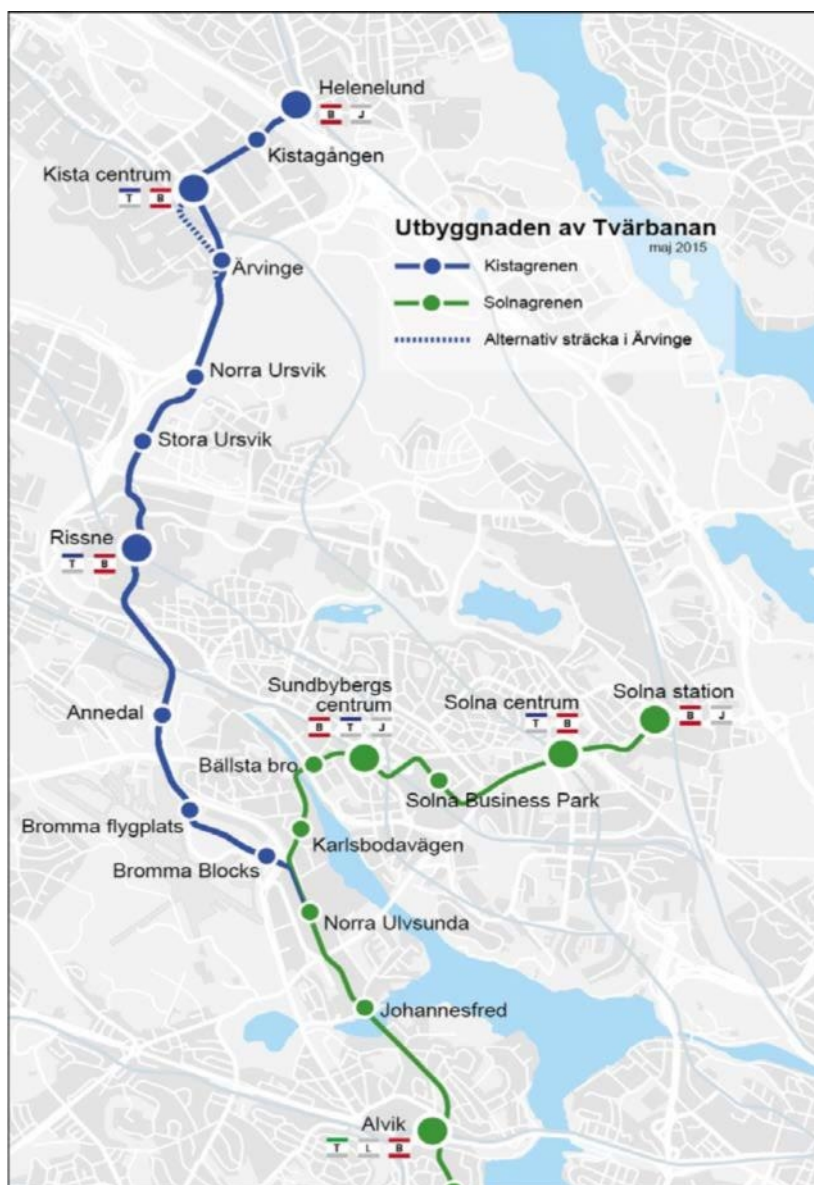 Helenelund
B J
Kistagången
Kista centrum
T B
Utbyggnaden av Tvärbanan
maj 2015
Kistagrenen
Solnagrenen
Alternativ sträcka i Ärvinge
Ärvinge
Norra Ursvik
Stora Ursvik
Rissne
T B
Sundbybergs
centrum
B T J
Solna centrum
T B
Solna station
B J
Annedal
Bällsta bro
Solna Business Park
Bromma flygplats
Karlsbodavägen
Bromma Blocks
Norra Ulvsunda
Johannesfred
Alvik
T L B